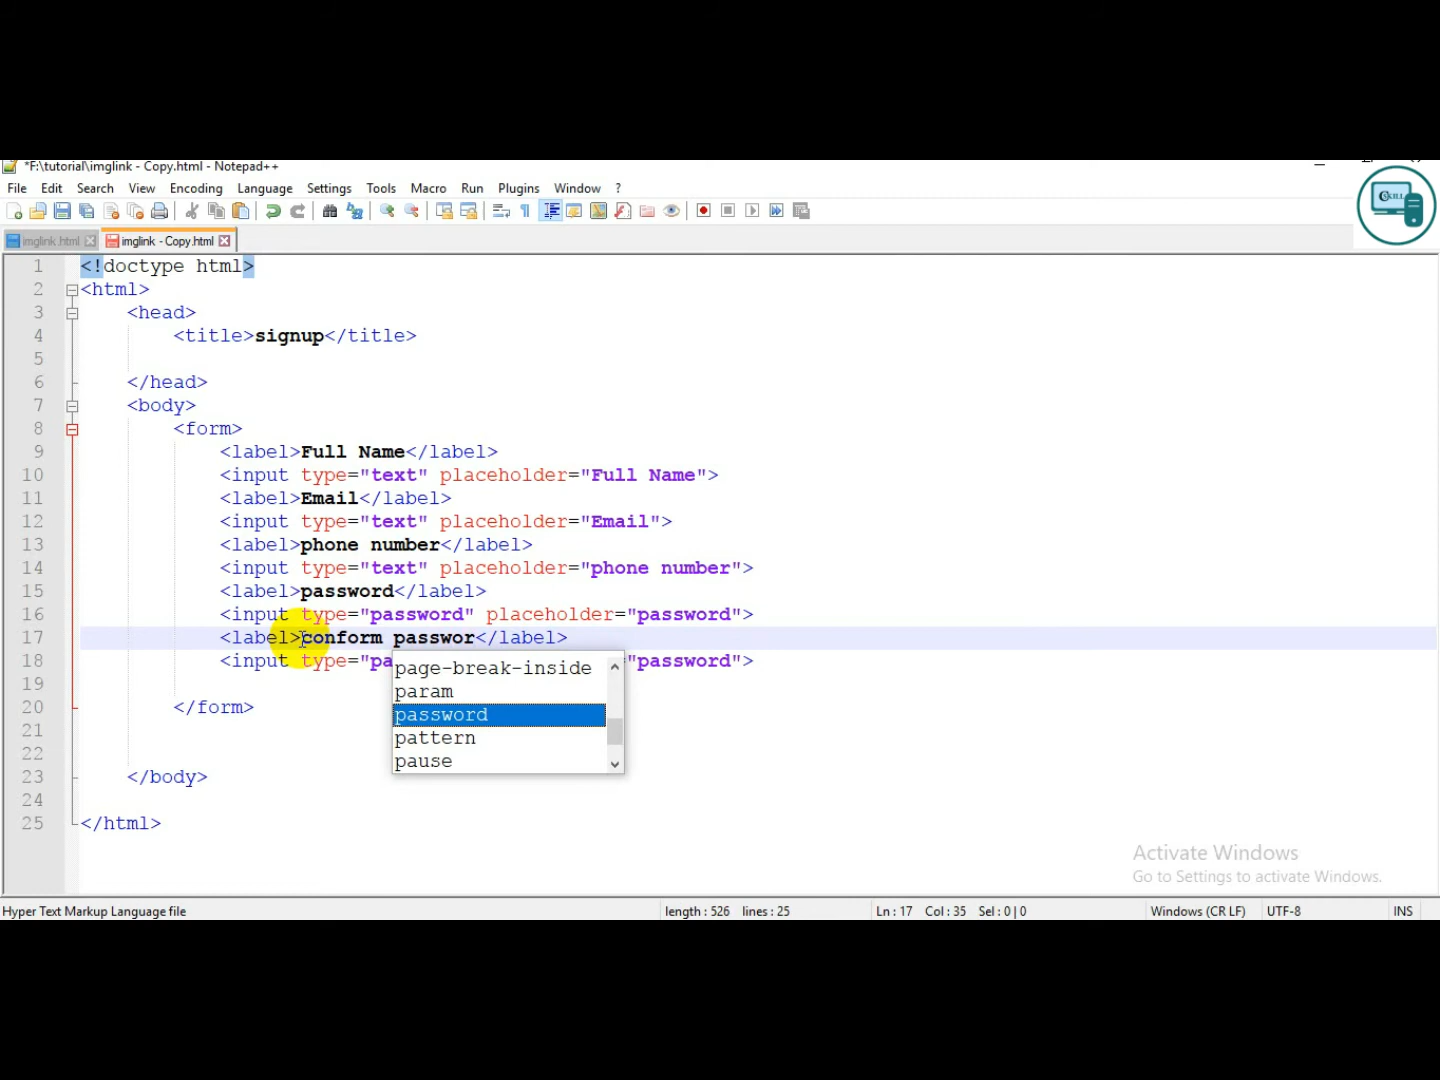 *F:\tutorial\imglink - Copy.html - Notepad++
File Edit Search View Encoding Language Settings Tools Macro Run Plugins Window ?
SKILL
imglink.html imglink - Copy.html
1 <!doctype html>
2 <html>
3 <head>
4 <title>signup</title>
5
6 </head>
7 <body>
8 <form>
9 <label>Full Name</label>
10 <input type="text" placeholder="Full Name">
11 <label>Email</label>
12 <input type="text" placeholder="Email">
13 <label>phone number</label>
14 <input type="text" placeholder="phone number">
15 <label>password</label>
16 <input type="password" placeholder="password">
17 <label>conform passwor</label>
18 <input type="pa "password">
page-break-inside
param
password
pattern
pause
19
20 </form>
21
22
23 </body>
24
25 </html>
Activate Windows
Go to Settings to activate Windows.
Hyper Text Markup Language file length : 526 lines : 25 Ln : 17 Col : 35 Sel : 0 | 0 Windows (CR LF) UTF-8 INS